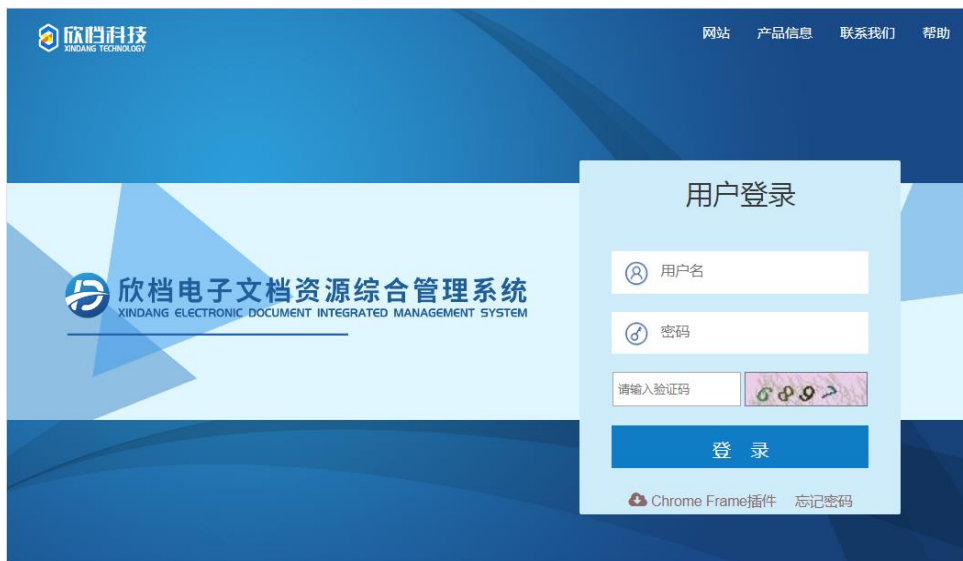 欣档科技
XINDANG TECHNOLOGY
网站 产品信息 联系我们 帮助
用户登录
欣档电子文档资源综合管理系统
XINDANG ELECTRONIC DOCUMENT INTEGRATED MANAGEMENT SYSTEM
用户名
密码
请输入验证码
登 录
Chrome Frame插件 忘记密码